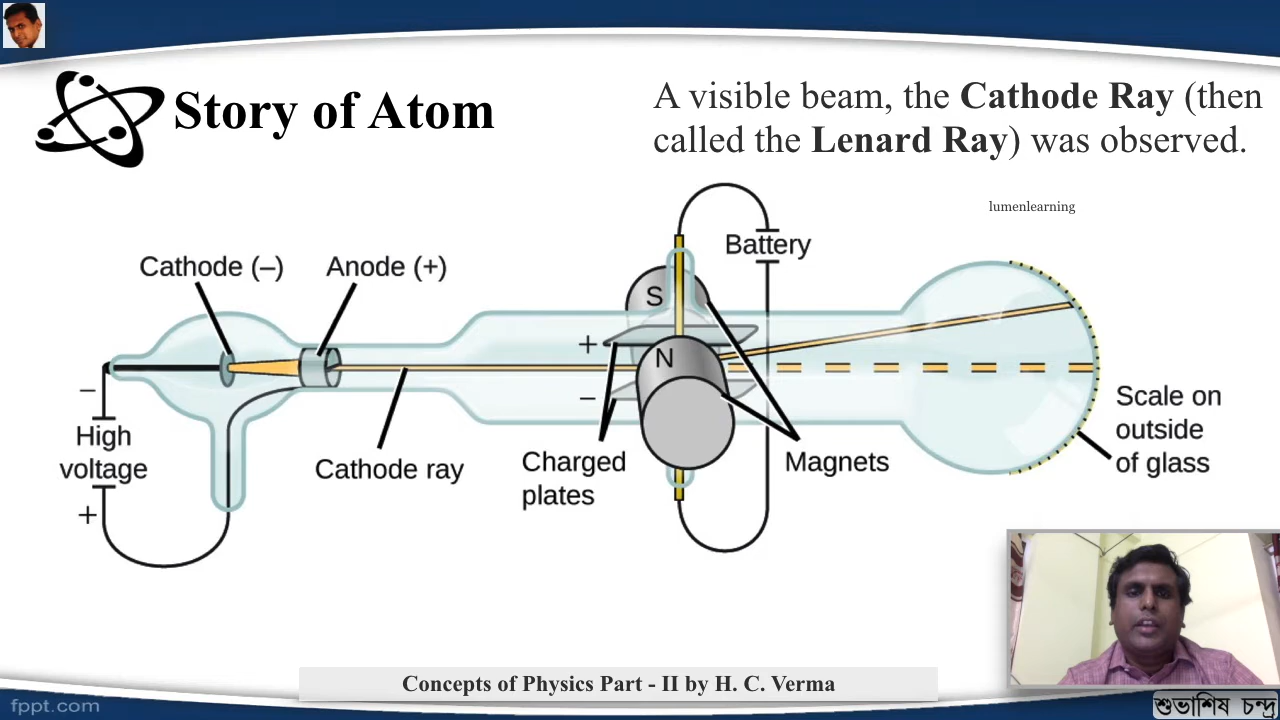 Story of Atom
A visible beam, the Cathode Ray (then
called the Lenard Ray) was observed.
lumenlearning
Battery
Cathode (–)
Anode (+)
S
+
N
–
–
High
voltage
+
Cathode ray
Charged
plates
Magnets
Scale on
outside
of glass
Concepts of Physics Part - II by H. C. Verma
fppt.com
শুভাশিষ চন্দ্র